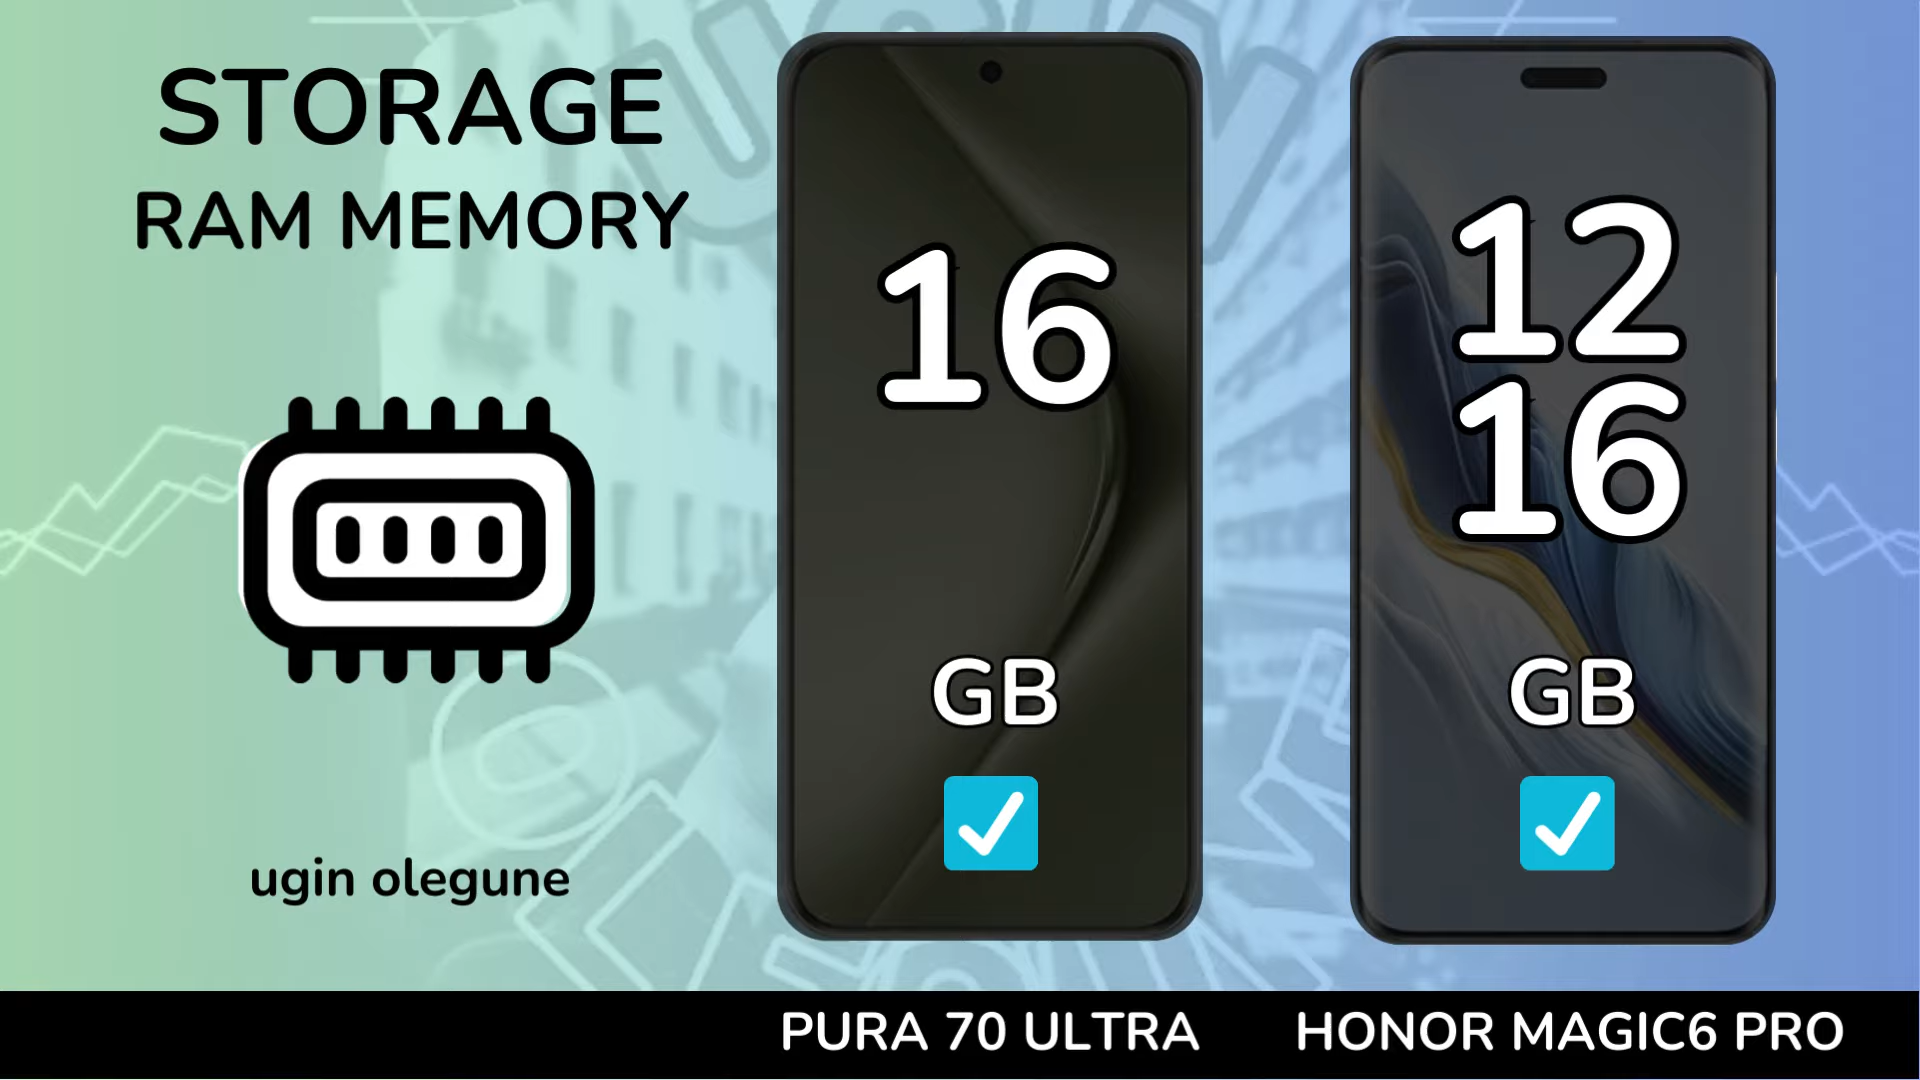 STORAGE
RAM MEMORY
ugin olegune
16
GB
12
16
GB
PURA 70 ULTRA
HONOR MAGIC6 PRO